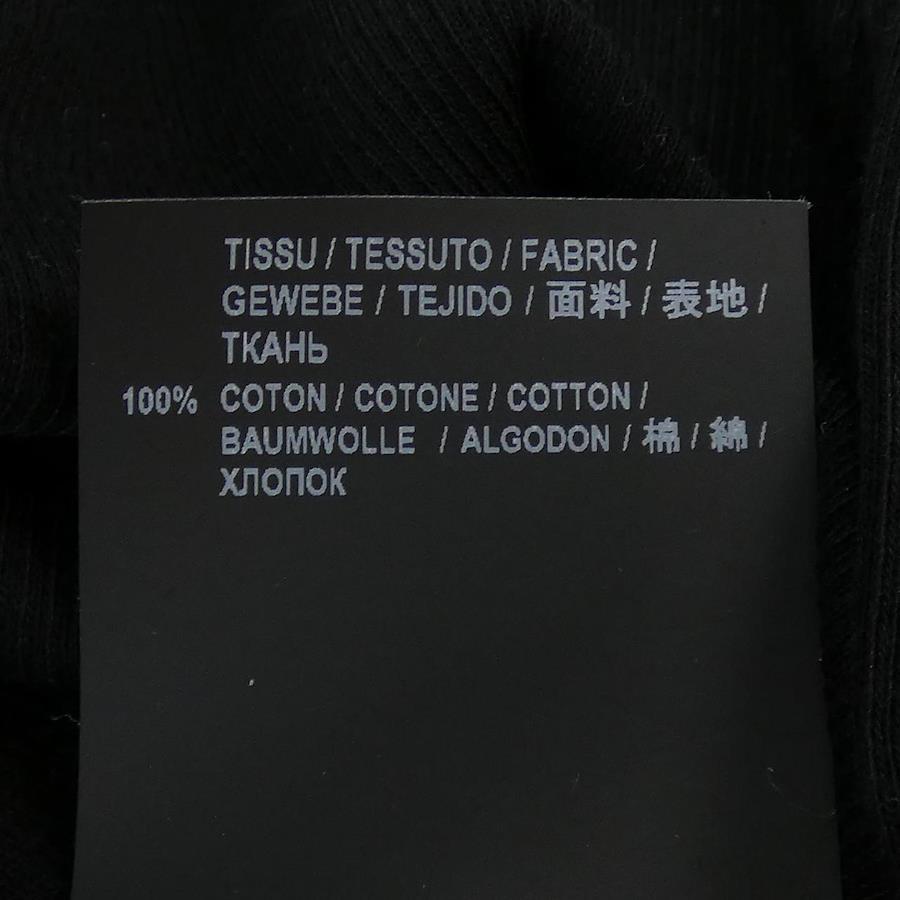 TISSU / TESSUTO / FABRIC /
GEWEBE / TEJIDO / 面料 / 表地 /
ТКАНЬ
100% COTON / COTONE / COTTON /
BAUMWOLLE / ALGODON / 棉 / 綿 /
ХЛОПОК